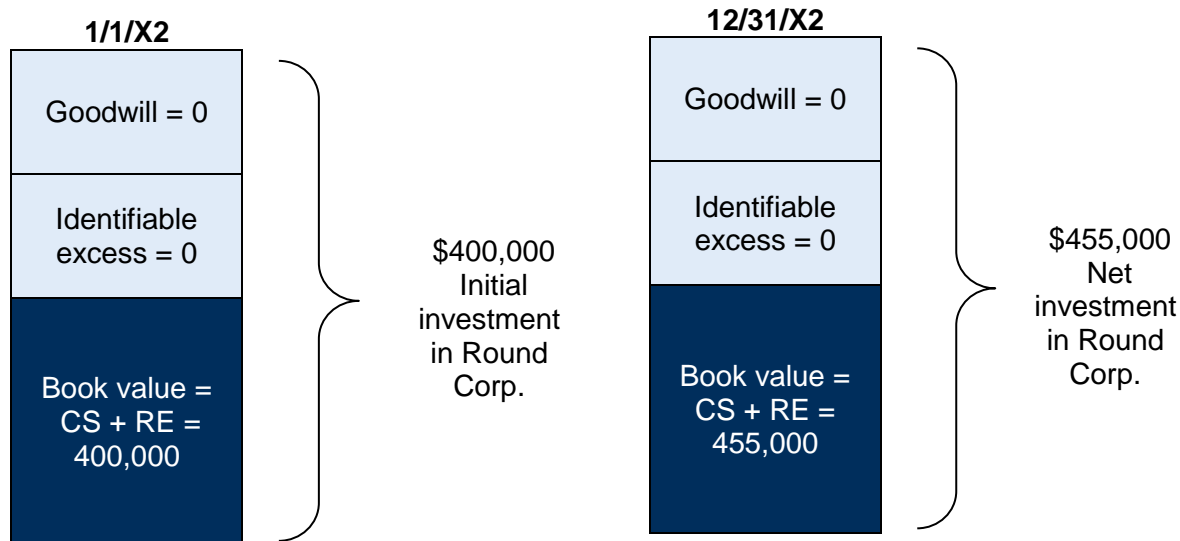 1/1/X2
Goodwill = 0
Identifiable
excess = 0
Book value =
CS + RE =
400,000
$400,000
Initial
investment
in Round
Corp.
12/31/X2
Goodwill = 0
Identifiable
excess = 0
Book value =
CS + RE =
455,000
$455,000
Net
investment
in Round
Corp.